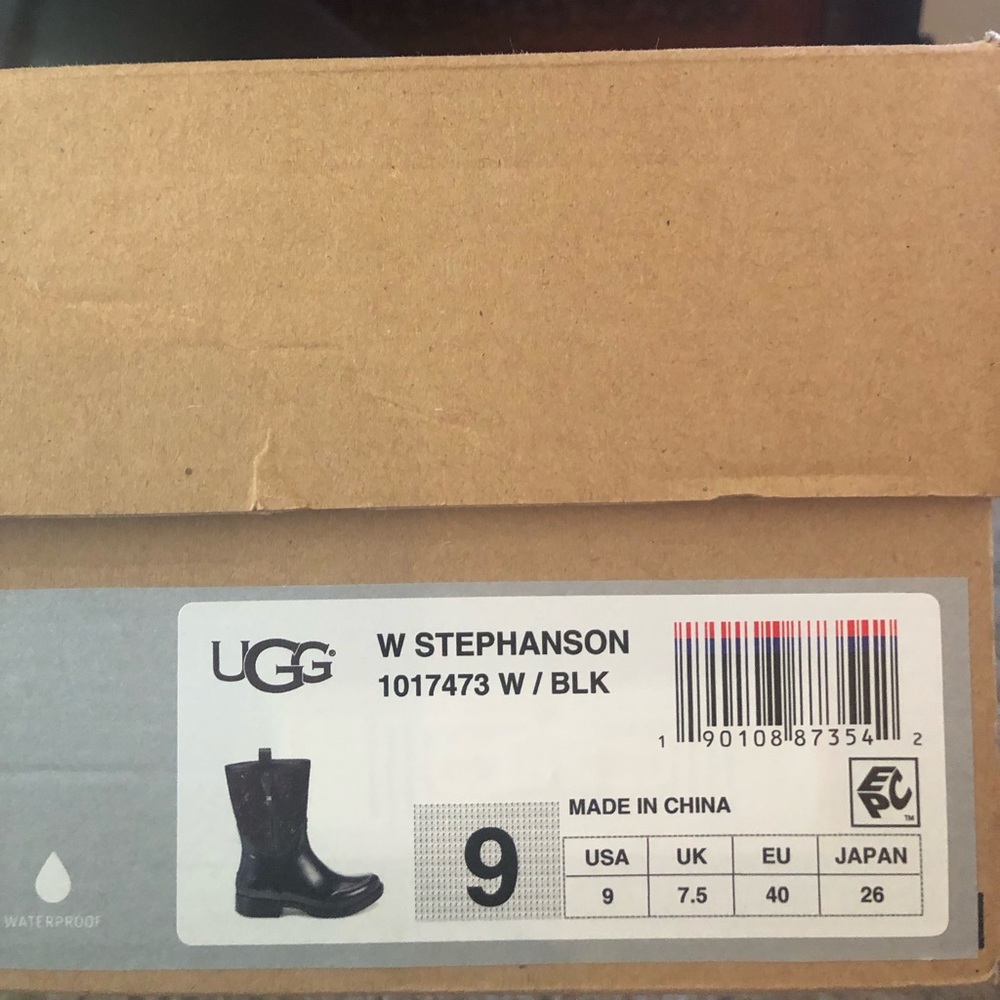 UGG®
W STEPHANSON
1017473 W / BLK
1 90108 87354 2
EPC™
MADE IN CHINA
9
USA UK EU JAPAN
9 7.5 40 26
WATERPROOF